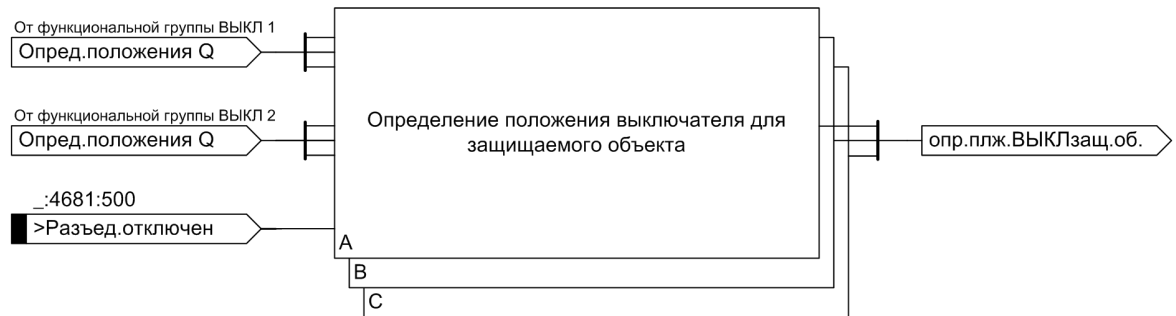 От функциональной группы ВЫКЛ 1
Опред.положения Q
От функциональной группы ВЫКЛ 2
Опред.положения Q
_:4681:500
>Разъед.отключен
Определение положения выключателя для
защищаемого объекта
A
B
C
опр.плж.ВЫКЛзащ.об.